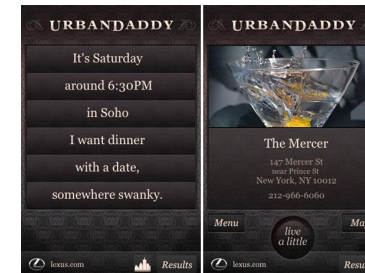 URBANDADDY
It's Saturday
around 6:30PM
in Soho
I want dinner
with a date,
somewhere swanky.
lexus.com
Results
URBANDADDY
The Mercer
147 Mercer St
near Prince St
New York, NY 10012
212-966-6060
Menu
live
a little
Ma
lexus.com
Resu